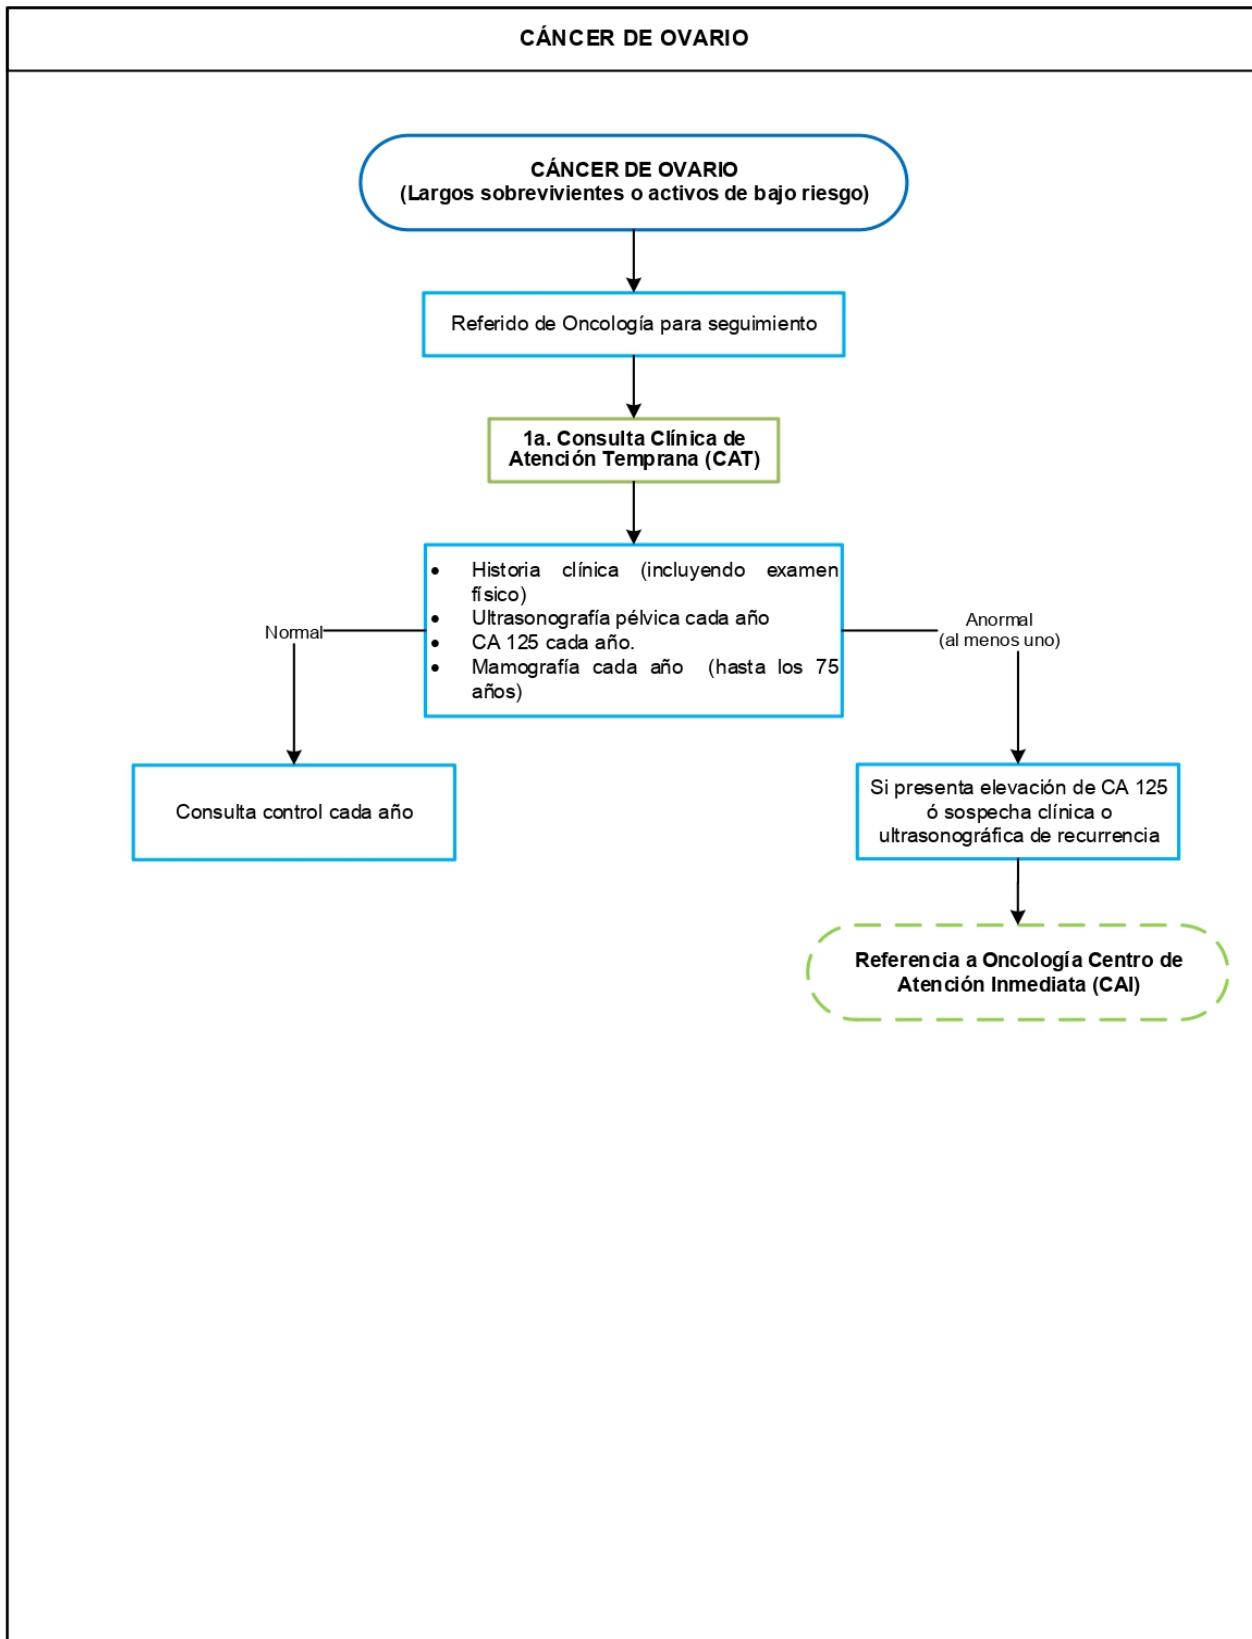 CÁNCER DE OVARIO
CÁNCER DE OVARIO
(Largos sobrevivientes o activos de bajo riesgo)
Referido de Oncología para seguimiento
1a. Consulta Clínica de
Atención Temprana (CAT)
• Historia clínica (incluyendo examen
físico)
• Ultrasonografía pélvica cada año
• CA 125 cada año.
• Mamografía cada año (hasta los 75
años)
Normal
Anormal
(al menos uno)
Consulta control cada año
Si presenta elevación de CA 125
ó sospecha clínica o
ultrasonográfica de recurrencia
Referencia a Oncología Centro de
Atención Inmediata (CAI)